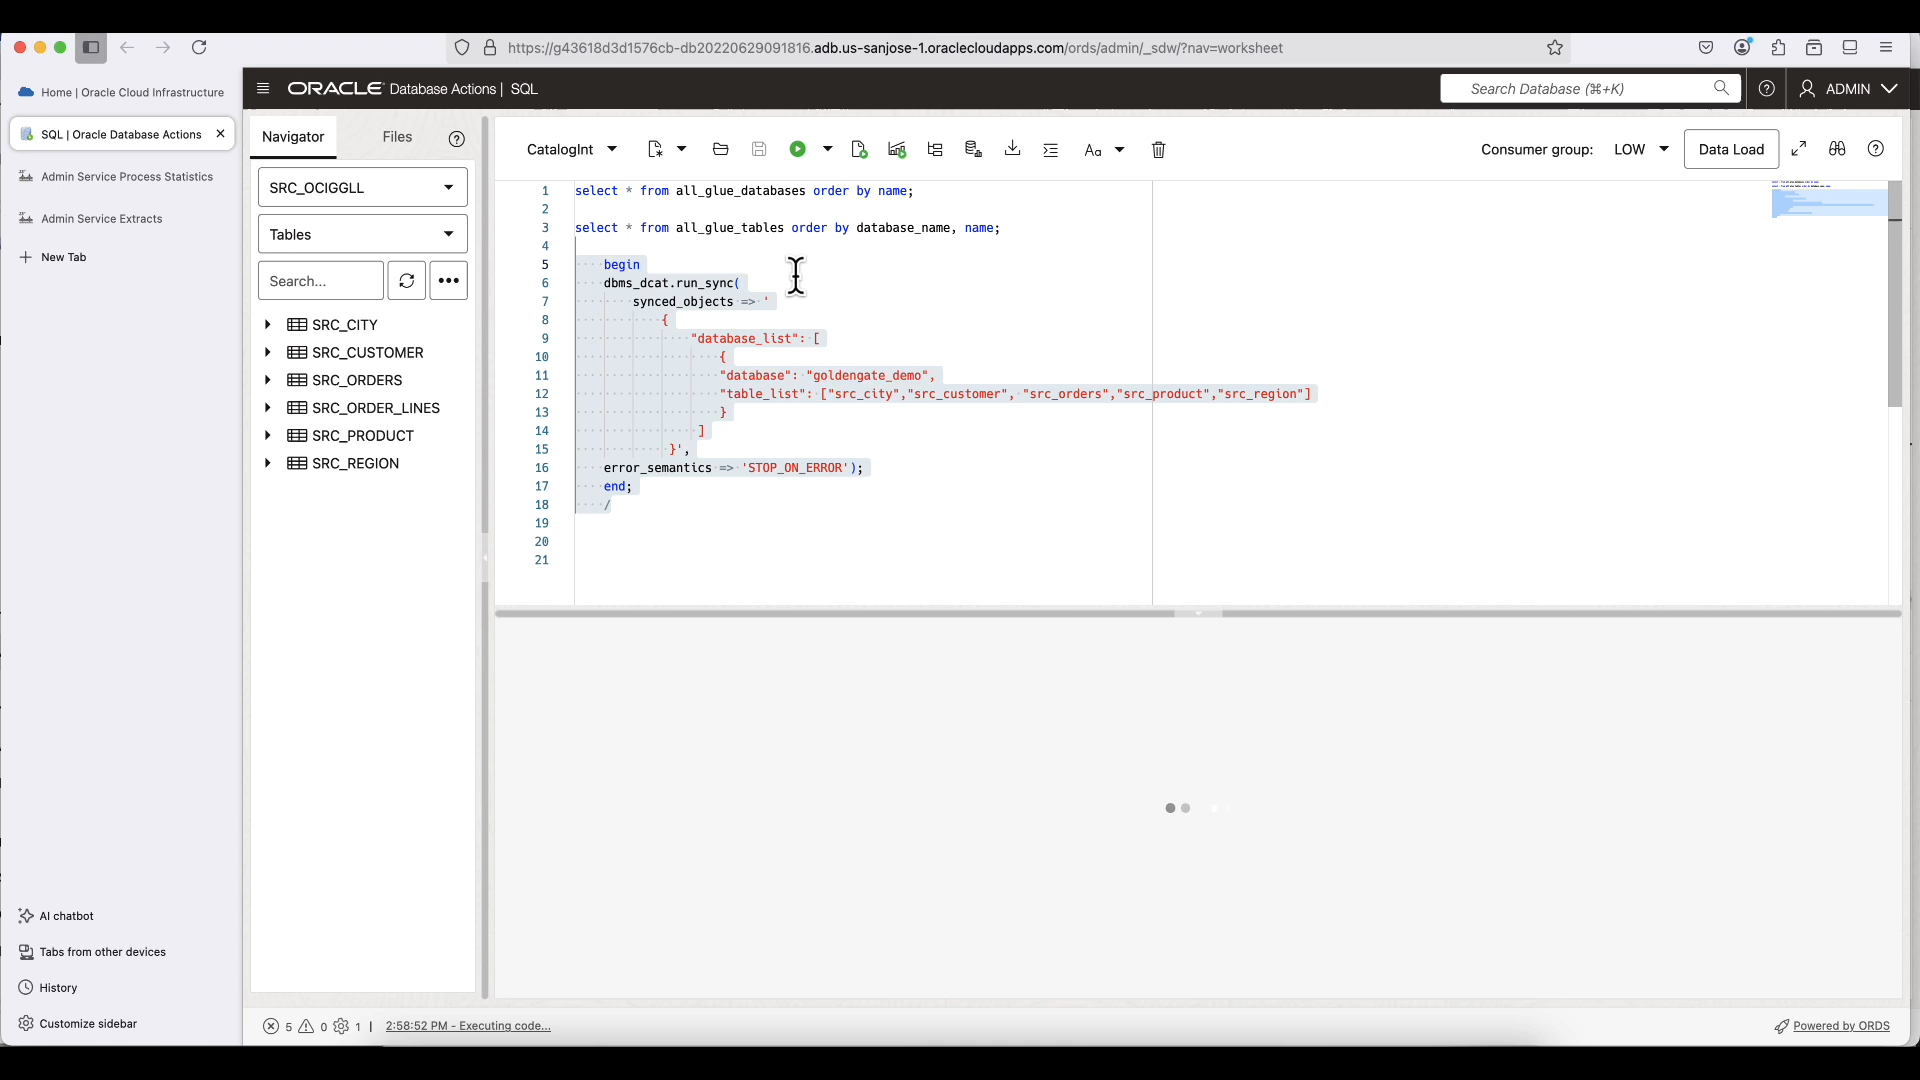 https://g43618d3d1576cb-db20220629091816.adb.us-sanjose-1.oraclecloudapps.com/ords/admin/_sdw/?nav=worksheet
Home | Oracle Cloud Infrastructure
SQL | Oracle Database Actions
Admin Service Process Statistics
Admin Service Extracts
New Tab
AI chatbot
Tabs from other devices
History
Customize sidebar
ORACLE Database Actions | SQL
Search Database (⌘+K)
ADMIN
Navigator
Files
SRC_OCIGGLL
Tables
Search...
SRC_CITY
SRC_CUSTOMER
SRC_ORDERS
SRC_ORDER_LINES
SRC_PRODUCT
SRC_REGION
CatalogInt
Aa
Consumer group: LOW
Data Load
1 select * from all_glue_databases order by name;
2
3 select * from all_glue_tables order by database_name, name;
4
5 begin
6 dbms_dcat.run_sync(
7 synced_objects => '
8 {
9 "database_list": [
10 {
11 "database": "goldengate_demo",
12 "table_list": ["src_city","src_customer", "src_orders","src_product","src_region"]
13 }
14 ]
15 }',
16 error_semantics => 'STOP_ON_ERROR');
17 end;
18 /
19
20
21
5 0 1 | 2:58:52 PM - Executing code...
Powered by ORDS